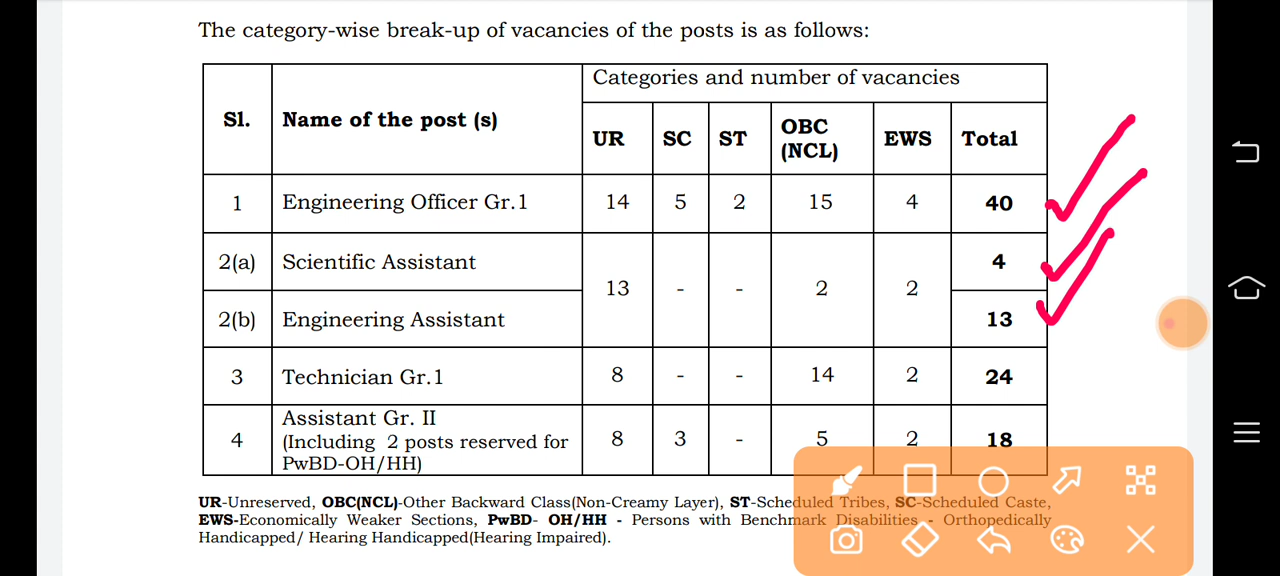 The category-wise break-up of vacancies of the posts is as follows:
Categories and number of vacancies
Sl. Name of the post (s)
UR SC ST OBC (NCL) EWS Total
1 Engineering Officer Gr.1 14 5 2 15 4 40
2(a) Scientific Assistant 4
13 - - 2 2
2(b) Engineering Assistant 13
3 Technician Gr.1 8 - - 14 2 24
Assistant Gr. II
4 (Including 2 posts reserved for 8 3 - 5 2 18
PwBD-OH/HH)
UR-Unreserved, OBC(NCL)-Other Backward Class(Non-Creamy Layer), ST-Scheduled Tribes, SC-Scheduled Caste,
EWS-Economically Weaker Sections, PwBD- OH/HH - Persons with Benchmark Disabilities - Orthopedically
Handicapped/ Hearing Handicapped(Hearing Impaired).